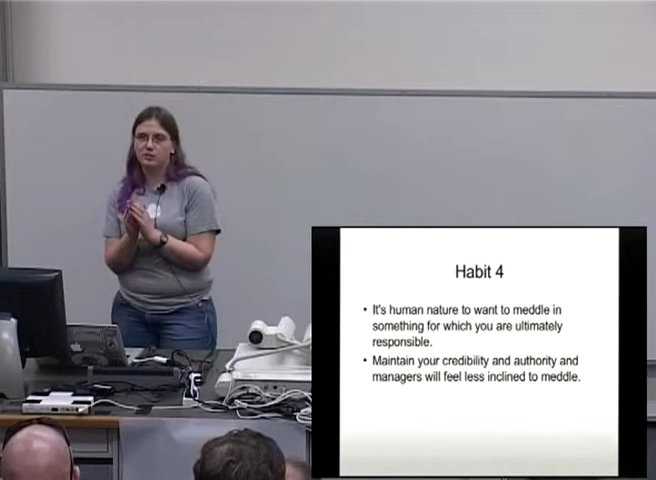 Habit 4
• It's human nature to want to meddle in
something for which you are ultimately
responsible.
• Maintain your credibility and authority and
managers will feel less inclined to meddle.